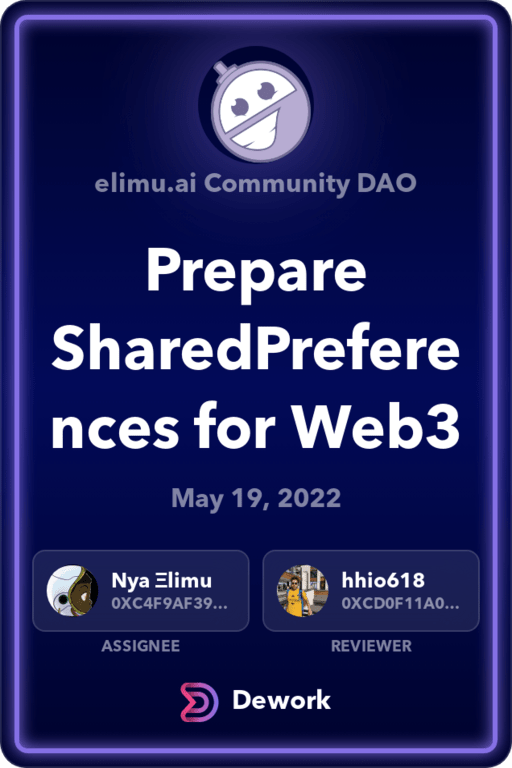 elimu.ai Community DAO
Prepare
SharedPrefere
nces for Web3
May 19, 2022
Nya Ξlimu
0XC4F9AF39...
ASSIGNEE
hhio618
0XCD0F11A0...
REVIEWER
Dework